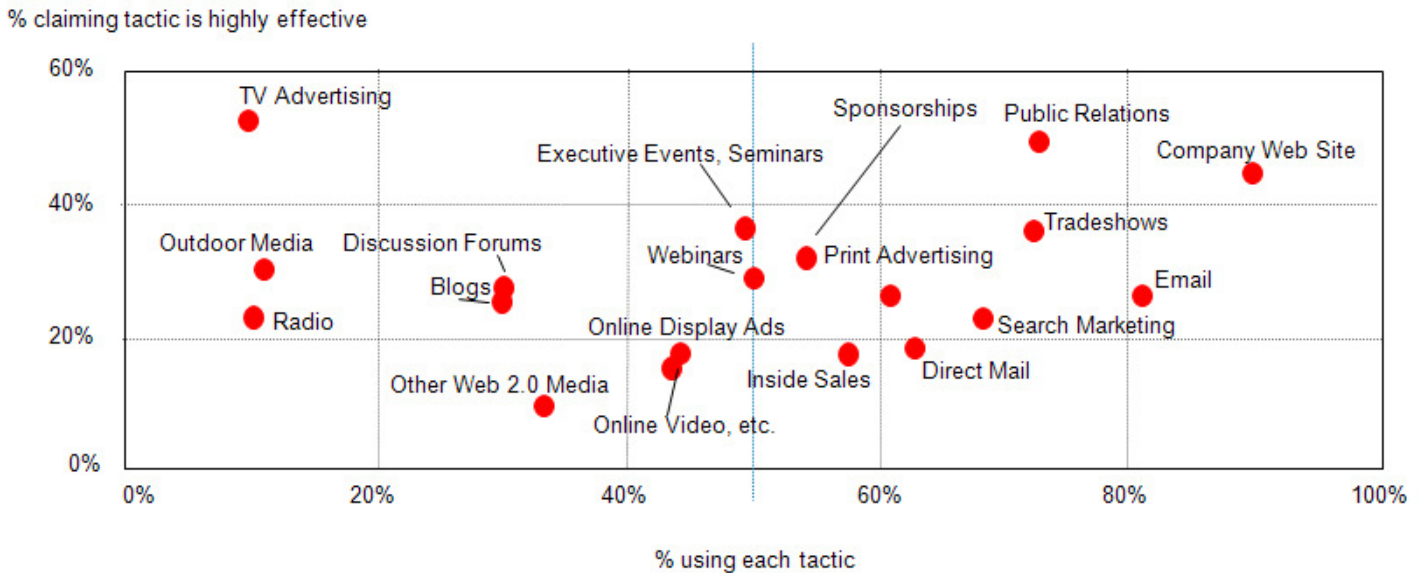 % claiming tactic is highly effective
60%
TV Advertising
Sponsorships
Public Relations
Executive Events, Seminars
Company Web Site
40%
Outdoor Media
Discussion Forums
Tradeshows
Webinars
Print Advertising
Blogs
Email
Radio
Online Display Ads
Search Marketing
20%
Other Web 2.0 Media
Inside Sales
Direct Mail
Online Video, etc.
0%
0%
20%
40%
60%
80%
100%
% using each tactic